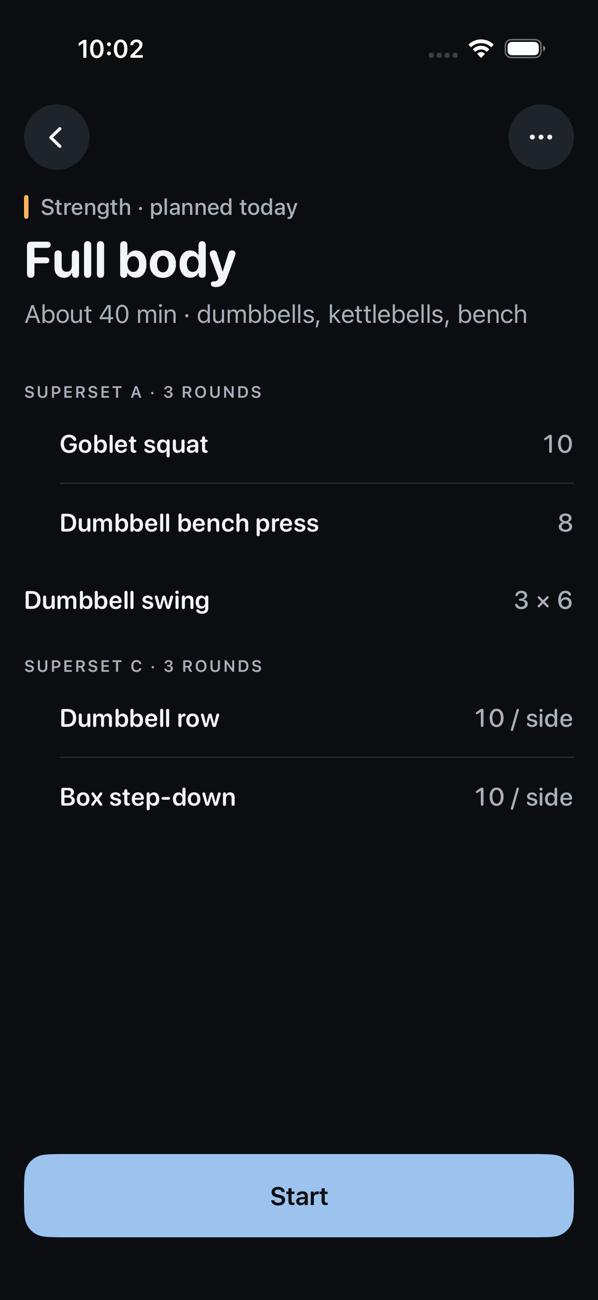 10:02
Strength · planned today
Full body
About 40 min · dumbbells, kettlebells, bench
SUPERSET A · 3 ROUNDS
Goblet squat 10
Dumbbell bench press 8
Dumbbell swing 3 × 6
SUPERSET C · 3 ROUNDS
Dumbbell row 10 / side
Box step-down 10 / side
Start